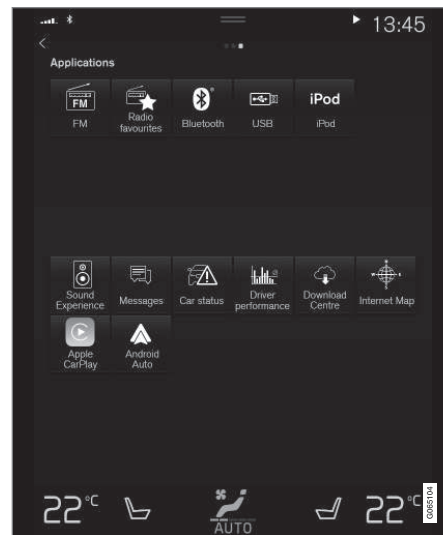 13:45
Applications
FM
iPod
FM
Radio
favourites
Bluetooth
USB
iPod
Sound
Experience
Messages
Car status
Driver
performance
Download
Centre
Internet Map
Apple
CarPlay
Android
Auto
22°C
AUTO
22°C
G065104